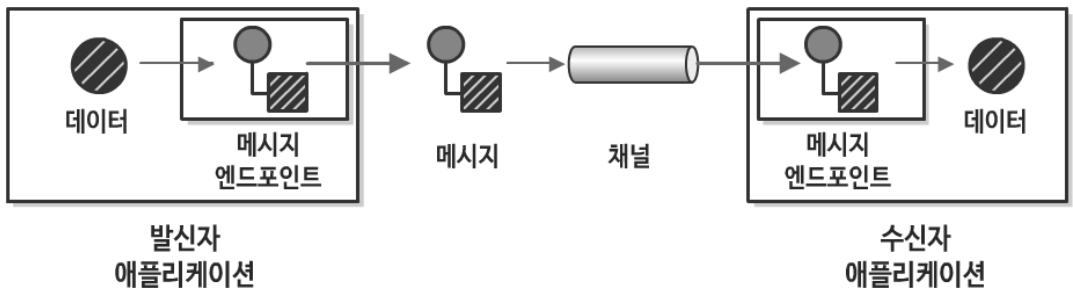 데이터
메시지
엔드포인트
메시지
채널
메시지
엔드포인트
데이터
발신자
애플리케이션
수신자
애플리케이션